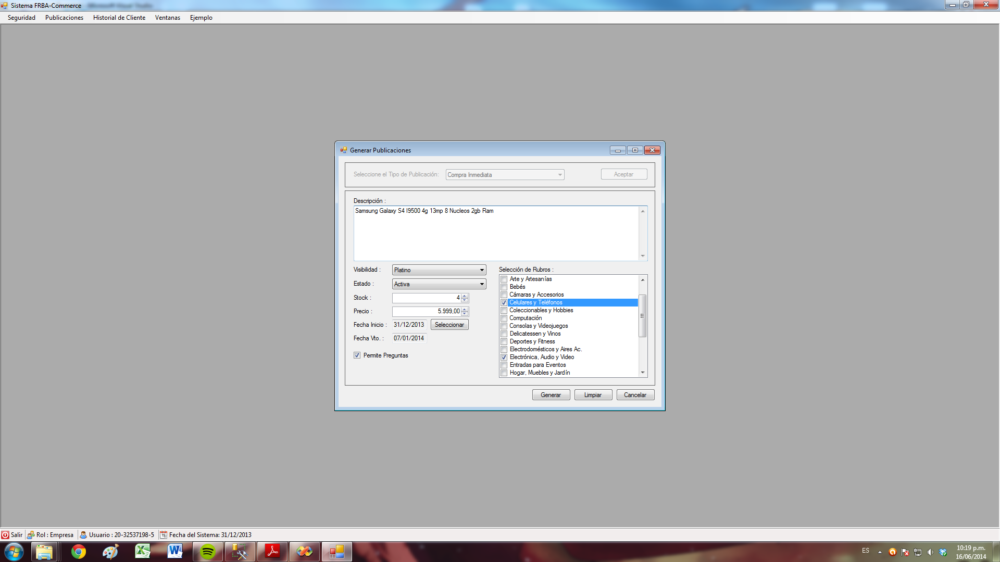 Sistema FRBA-Commerce
Seguridad Publicaciones Historial de Cliente Ventanas Ejemplo
Generar Publicaciones
Seleccione el Tipo de Publicación: Compra Inmediata Aceptar
Descripción :
Samsung Galaxy S4 I9500 4g 13mp 8 Nucleos 2gb Ram
Visibilidad : Platino
Estado : Activa
Stock : 4
Precio : 5.999,00
Fecha Inicio : 31/12/2013 Seleccionar
Fecha Vto. : 07/01/2014
Permite Preguntas
Selección de Rubros :
Arte y Artesanías
Bebés
Cámaras y Accesorios
Celulares y Teléfonos
Coleccionables y Hobbies
Computación
Consolas y Videojuegos
Delicatessen y Vinos
Deportes y Fitness
Electrodomésticos y Aires Ac.
Electrónica, Audio y Video
Entradas para Eventos
Hogar, Muebles y Jardín
Generar Limpiar Cancelar
Salir Rol : Empresa Usuario : 20-32537198-5 Fecha del Sistema: 31/12/2013
ES
10:19 p.m.
16/06/2014